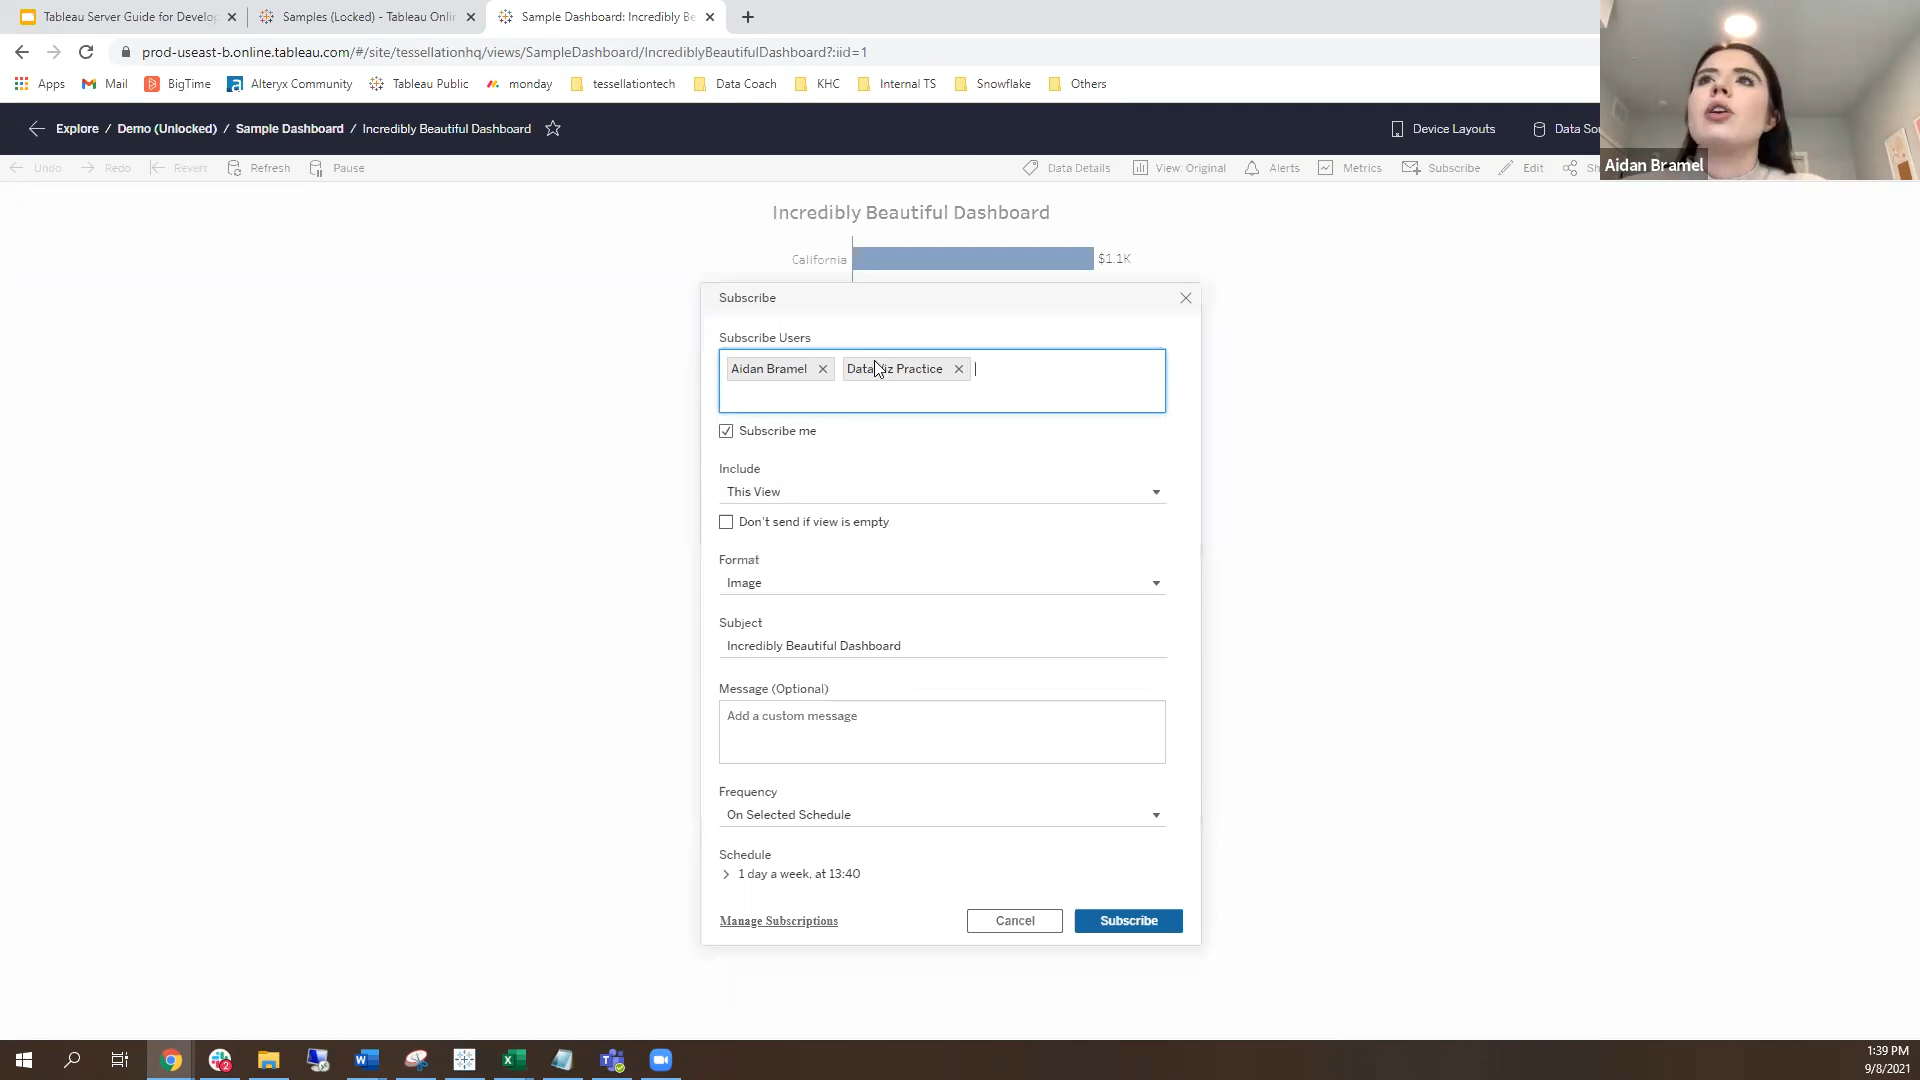 Tableau Server Guide for Develop
Samples (Locked) - Tableau Onli
Sample Dashboard: Incredibly Be
prod-useast-b.online.tableau.com/#/site/tessellationhq/views/SampleDashboard/IncrediblyBeautifulDashboard?:iid=1
Apps Mail BigTime Alteryx Community Tableau Public monday tessellationtech Data Coach KHC Internal TS Snowflake Others
Explore / Demo (Unlocked) / Sample Dashboard / Incredibly Beautiful Dashboard Device Layouts Data Sou
Aidan Bramel
Undo Redo Revert Refresh Pause Data Details View: Original Alerts Metrics Subscribe Edit Sh
Incredibly Beautiful Dashboard
California $1.1K
Subscribe
Subscribe Users
Aidan Bramel Data Viz Practice
Subscribe me
Include
This View
Don't send if view is empty
Format
Image
Subject
Incredibly Beautiful Dashboard
Message (Optional)
Add a custom message
Frequency
On Selected Schedule
Schedule
1 day a week, at 13:40
Manage Subscriptions Cancel Subscribe
1:39 PM
9/8/2021